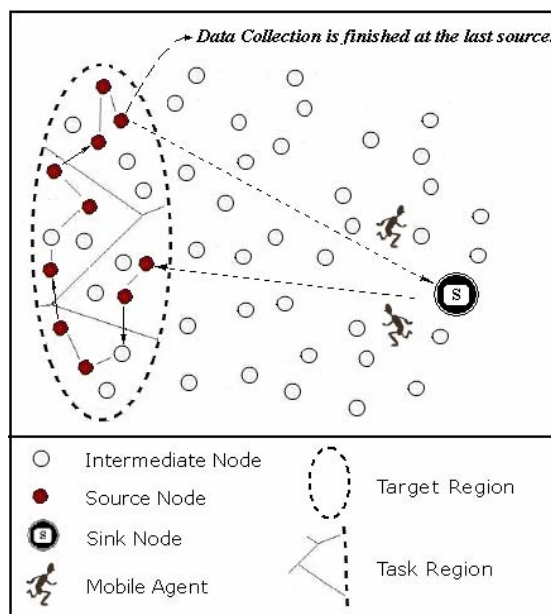 Data Collection is finished at the last source.
S
Intermediate Node
Source Node
S
Sink Node
Mobile Agent
Target Region
Task Region